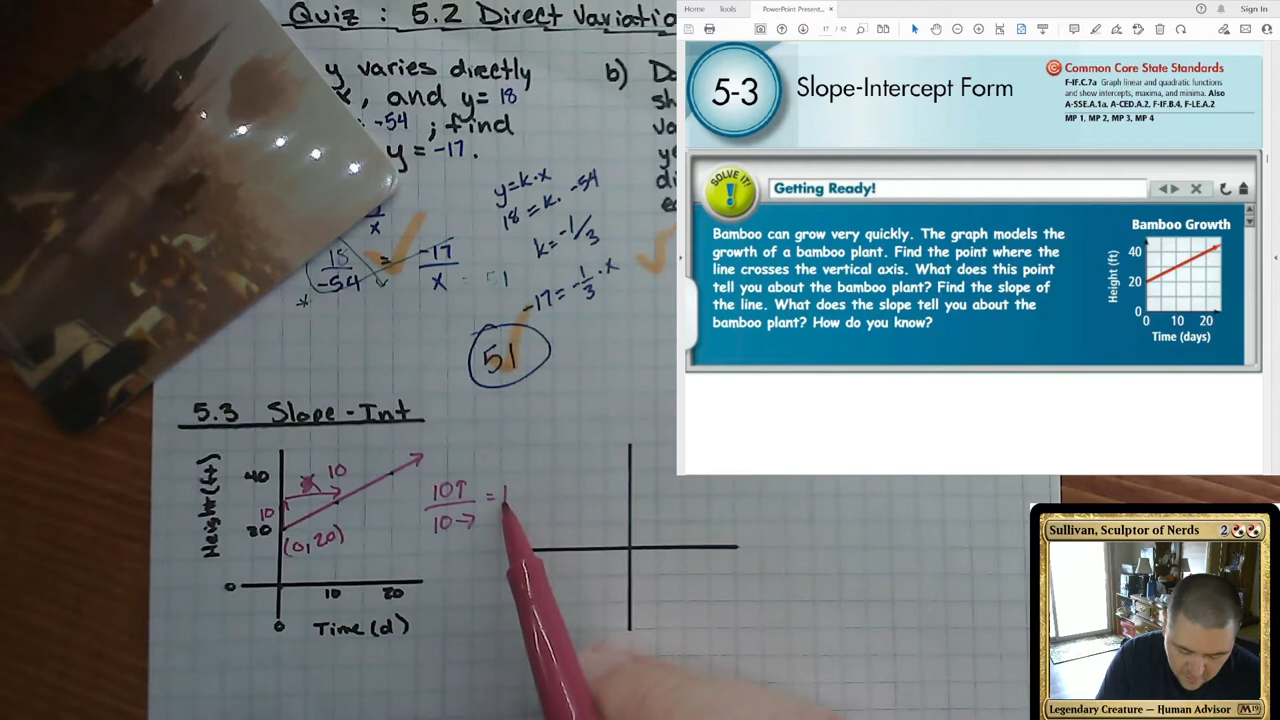 Quiz : 5.2 Direct Variatio
y varies directly
x, and y= 18
-54 ; find
y = -17.
x
18 = -17
-54 x = 51
y=k·x
18 = k· -54
k= -1/3
-17 = -1/3 ·x
51
b)
5.3 Slope-Int
Height(ft)
40
20
0
10
10
(0,20)
10 20
0
Time (d)
10↑ = 1
10→
Home Tools PowerPoint Present... ×
Sign In
17 / 42
5-3 Slope-Intercept Form
Common Core State Standards
F-IF.C.7a Graph linear and quadratic functions
and show intercepts, maxima, and minima. Also
A-SSE.A.1a, A-CED.A.2, F-IF.B.4, F-LE.A.2
MP 1, MP 2, MP 3, MP 4
SOLVE IT!
Getting Ready!
Bamboo can grow very quickly. The graph models the
growth of a bamboo plant. Find the point where the
line crosses the vertical axis. What does this point
tell you about the bamboo plant? Find the slope of
the line. What does the slope tell you about the
bamboo plant? How do you know?
Bamboo Growth
Height (ft)
40
20
0
0 10 20
Time (days)
Sullivan, Sculptor of Nerds 2
Legendary Creature — Human Advisor M19